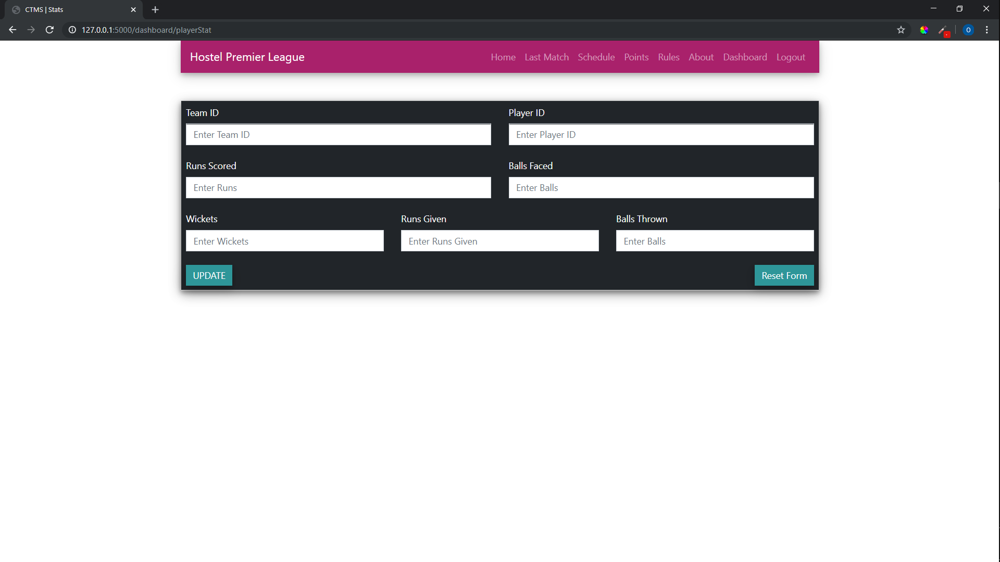 CTMS | Stats
127.0.0.1:5000/dashboard/playerStat
O
Hostel Premier League Home Last Match Schedule Points Rules About Dashboard Logout
Team ID Player ID
Enter Team ID Enter Player ID
Runs Scored Balls Faced
Enter Runs Enter Balls
Wickets Runs Given Balls Thrown
Enter Wickets Enter Runs Given Enter Balls
UPDATE Reset Form